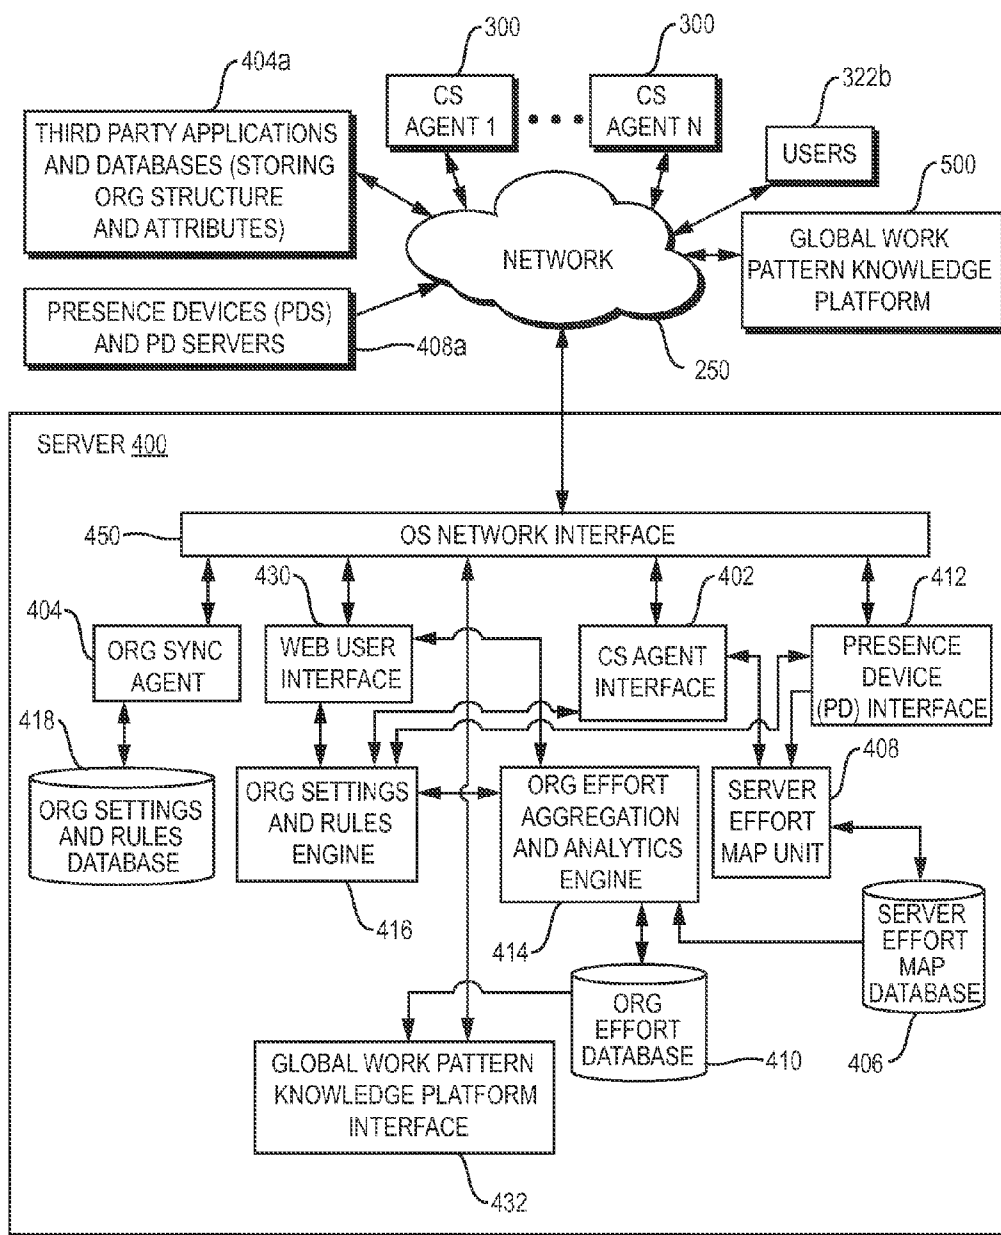 300
300
404a
CS
AGENT 1
CS
AGENT N
322b
THIRD PARTY APPLICATIONS
AND DATABASES (STORING
ORG STRUCTURE
AND ATTRIBUTES)
USERS
500
NETWORK
GLOBAL WORK
PATTERN KNOWLEDGE
PLATFORM
PRESENCE DEVICES (PDS)
AND PD SERVERS
408a
250
SERVER 400
450
OS NETWORK INTERFACE
430
402
412
404
ORG SYNC
AGENT
WEB USER
INTERFACE
CS AGENT
INTERFACE
PRESENCE
DEVICE
(PD) INTERFACE
418
408
ORG SETTINGS
AND RULES
DATABASE
ORG SETTINGS
AND RULES
ENGINE
ORG EFFORT
AGGREGATION
AND ANALYTICS
ENGINE
SERVER
EFFORT
MAP UNIT
416
414
SERVER
EFFORT
MAP
DATABASE
ORG
EFFORT
DATABASE
410
406
GLOBAL WORK PATTERN
KNOWLEDGE PLATFORM
INTERFACE
432